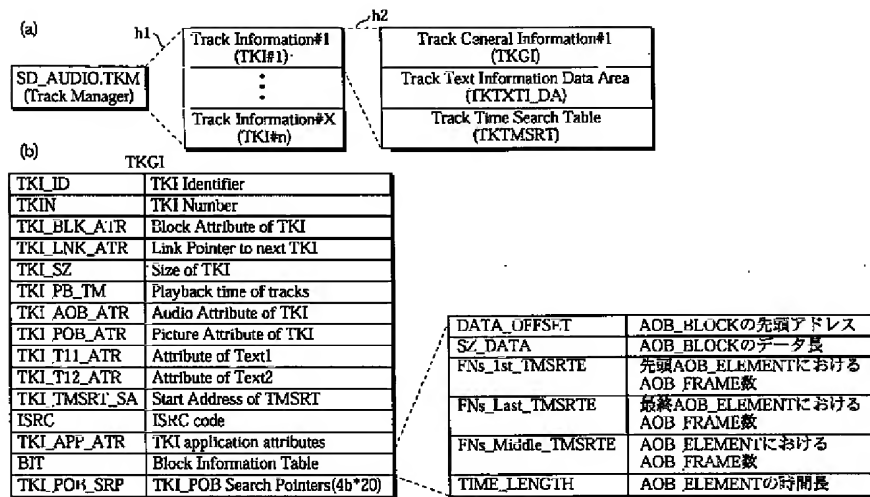 (a)
h1
h2
SD_AUDIO.TKM
(Track Manager)
Track Information#1
(TKI#1)
Track Information#X
(TKI#n)
Track General Information#1
(TKGI)
Track Text Information Data Area
(TKTXTI_DA)
Track Time Search Table
(TKTMSRT)
(b)
TKGI
TKI_ID TKI Identifier
TKIN TKI Number
TKI_BLK_ATR Block Attribute of TKI
TKI_LNK_ATR Link Pointer to next TKI
TKI_SZ Size of TKI
TKI_PB_TM Playback time of tracks
TKI_AOB_ATR Audio Attribute of TKI
TKI_POB_ATR Picture Attribute of TKI
TKI_T11_ATR Attribute of Text1
TKI_T12_ATR Attribute of Text2
TKI_TMSRT_SA Start Address of TMSRT
ISRC ISRC code
TKI_APP_ATR TKI application attributes
BIT Block Information Table
TKI_POB_SRP TKI_POB Search Pointers(4b*20)
DATA_OFFSET AOB_BLOCKの先頭アドレス
SZ_DATA AOB_BLOCKのデータ長
FNs_1st_TMSRTE 先頭AOB_ELEMENTにおける
AOB_FRAME数
FNs_Last_TMSRTE 最終AOB_ELEMENTにおける
AOB_FRAME数
FNs_Middle_TMSRTE AOB_ELEMENTにおける
AOB_FRAME数
TIME_LENGTH AOB_ELEMENTの時間長